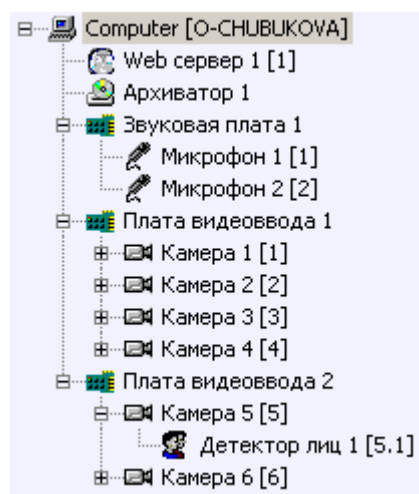 Computer [O-CHUBUKOVA]
Web сервер 1 [1]
Архиватор 1
Звуковая плата 1
Микрофон 1 [1]
Микрофон 2 [2]
Плата видеоввода 1
Камера 1 [1]
Камера 2 [2]
Камера 3 [3]
Камера 4 [4]
Плата видеоввода 2
Камера 5 [5]
Детектор лиц 1 [5.1]
Камера 6 [6]